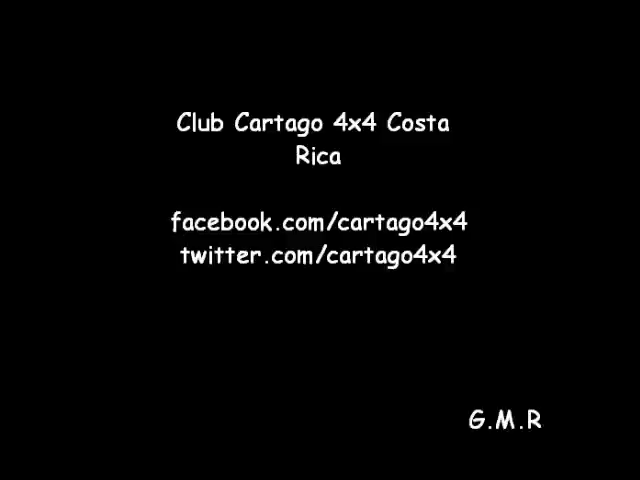 Club Cartago 4x4 Costa
Rica
facebook.com/cartago4x4
twitter.com/cartago4x4
G.M.R